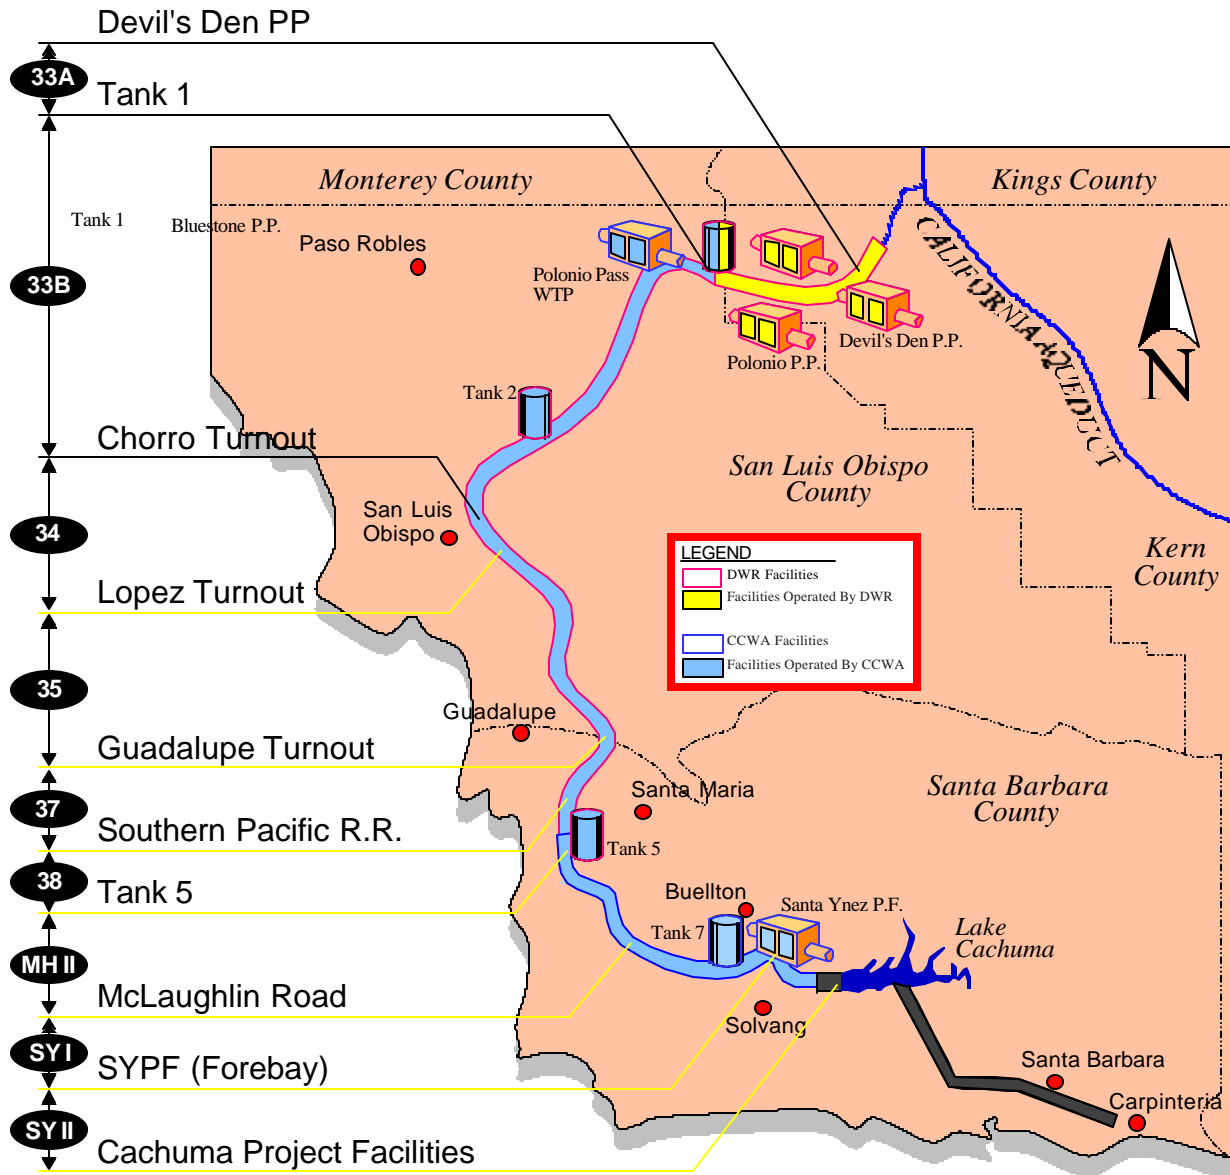 Devil's Den PP
33A
Tank 1
Monterey County
Kings County
Tank 1
Bluestone P.P.
Paso Robles
33B
Polonio Pass
WTP
CALIFORNIA AQUEDUCT
Devil's Den P.P.
Polonio P.P.
N
Tank 2
Chorro Turnout
San Luis Obispo
County
San Luis
Obispo
34
LEGEND
DWR Facilities
Facilities Operated By DWR
CCWA Facilities
Facilities Operated By CCWA
Kern
County
Lopez Turnout
35
Guadalupe
Guadalupe Turnout
Santa Maria
Santa Barbara
County
37
Southern Pacific R.R.
Tank 5
38
Tank 5
Buellton
Santa Ynez P.F.
Tank 7
Lake
Cachuma
MH II
McLaughlin Road
Solvang
SY I
SYPF (Forebay)
Santa Barbara
Carpinteria
SY II
Cachuma Project Facilities